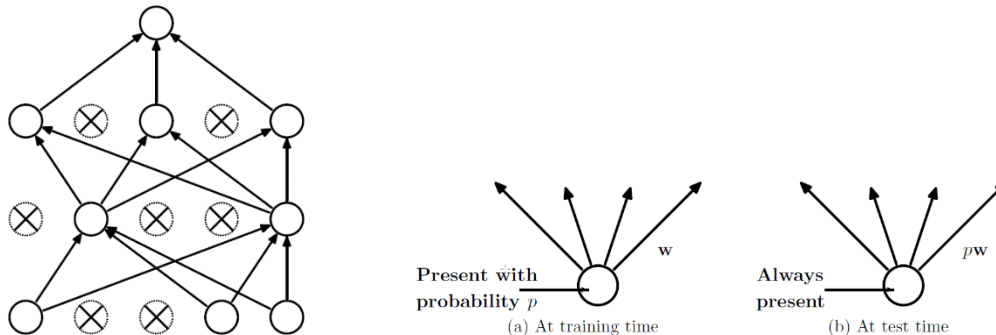 w
Present with
probability p
(a) At training time
pw
Always
present
(b) At test time